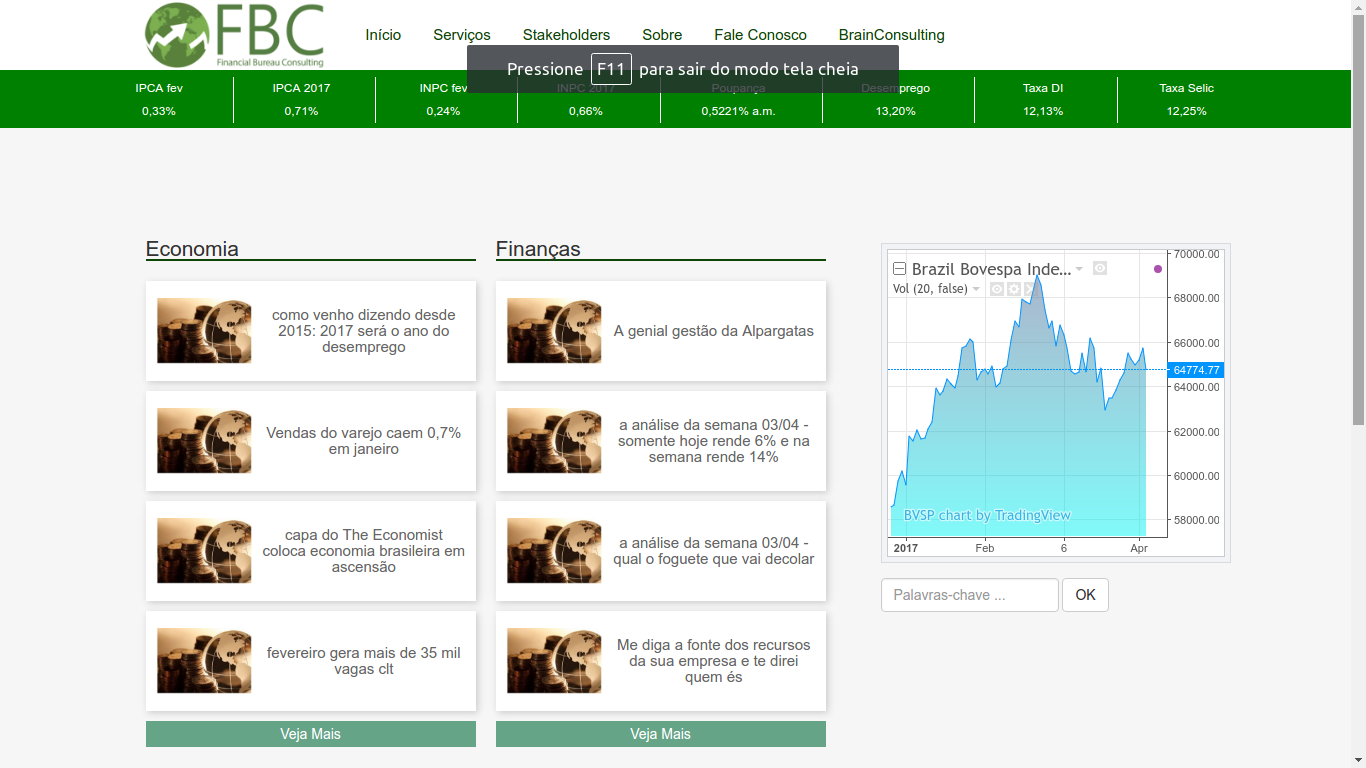 FBC
Financial Bureau Consulting
Início Serviços Stakeholders Sobre Fale Conosco BrainConsulting
Pressione F11 para sair do modo tela cheia
IPCA fev IPCA 2017 INPC fev INPC 2017 Poupança Desemprego Taxa DI Taxa Selic
0,33% 0,71% 0,24% 0,66% 0,5221% a.m. 13,20% 12,13% 12,25%
Economia
como venho dizendo desde
2015: 2017 será o ano do
desemprego
Vendas do varejo caem 0,7%
em janeiro
capa do The Economist
coloca economia brasileira em
ascensão
fevereiro gera mais de 35 mil
vagas clt
Veja Mais
Finanças
A genial gestão da Alpargatas
a análise da semana 03/04 -
somente hoje rende 6% e na
semana rende 14%
a análise da semana 03/04 -
qual o foguete que vai decolar
Me diga a fonte dos recursos
da sua empresa e te direi
quem és
Veja Mais
Brazil Bovespa Inde...
Vol (20, false)
70000.00
68000.00
66000.00
64774.77
64000.00
62000.00
60000.00
58000.00
BVSP chart by TradingView
2017 Feb 6 Apr
Palavras-chave ... OK